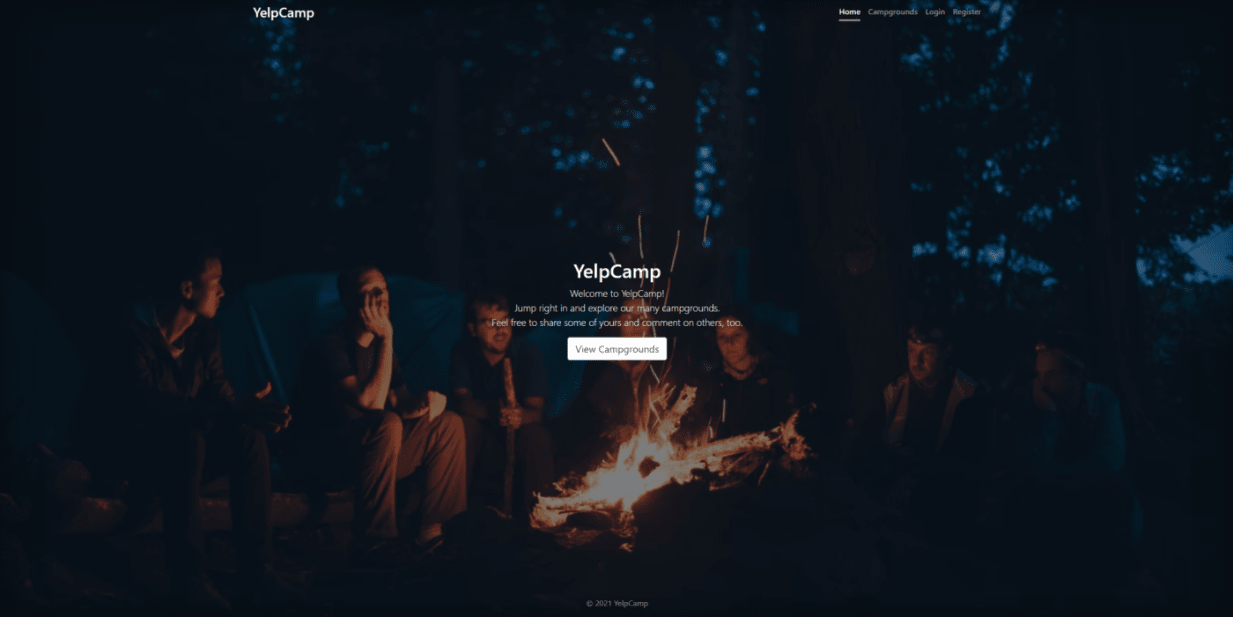 YelpCamp
Home Campgrounds Login Register
YelpCamp
Welcome to YelpCamp!
Jump right in and explore our many campgrounds.
Feel free to share some of yours and comment on others, too.
View Campgrounds
© 2021 YelpCamp